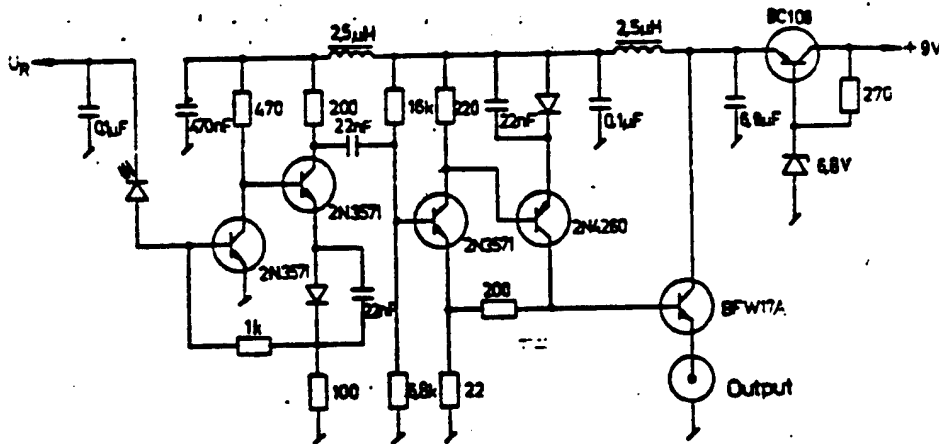 BC108
2,5µH
2,5µH
U_R
+ 9V
0,1µF
470nF
470
200
22nF
16k
220
22nF
0,1µF
6,8µF
270
6,8V
2N3571
2N3571
2N3571
2N4260
22nF
200
BFW17A
1k
100
6,8k
22
Output